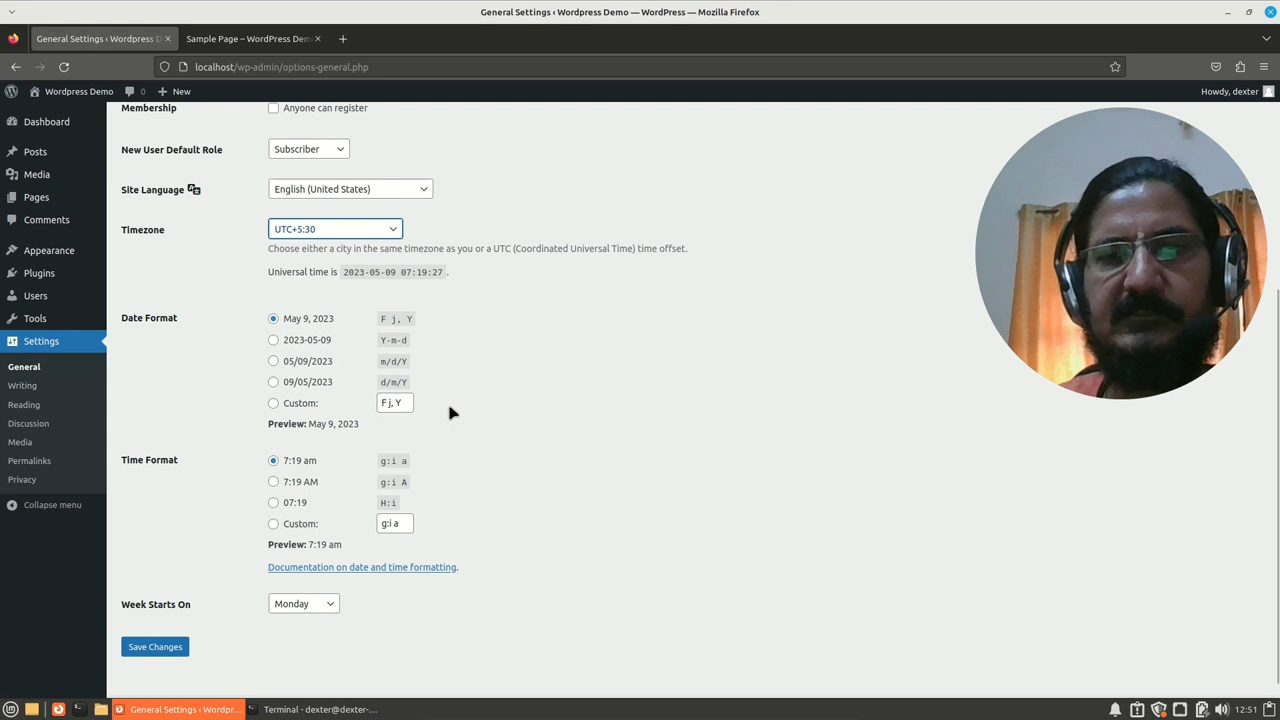 General Settings ‹ Wordpress Demo — WordPress — Mozilla Firefox
General Settings ‹ Wordpress D
Sample Page – WordPress Dem
localhost/wp-admin/options-general.php
Wordpress Demo 0 New Howdy, dexter
Dashboard
Posts
Media
Pages
Comments
Appearance
Plugins
Users
Tools
Settings
General
Writing
Reading
Discussion
Media
Permalinks
Privacy
Collapse menu
Membership Anyone can register
New User Default Role Subscriber
Site Language English (United States)
Timezone UTC+5:30
Choose either a city in the same timezone as you or a UTC (Coordinated Universal Time) time offset.
Universal time is 2023-05-09 07:19:27 .
Date Format May 9, 2023 F j, Y
2023-05-09 Y-m-d
05/09/2023 m/d/Y
09/05/2023 d/m/Y
Custom: F j, Y
Preview: May 9, 2023
Time Format 7:19 am g:i a
7:19 AM g:i A
07:19 H:i
Custom: g:i a
Preview: 7:19 am
Documentation on date and time formatting.
Week Starts On Monday
Save Changes
General Settings ‹ Wordpr...
Terminal - dexter@dexter-...
12:51